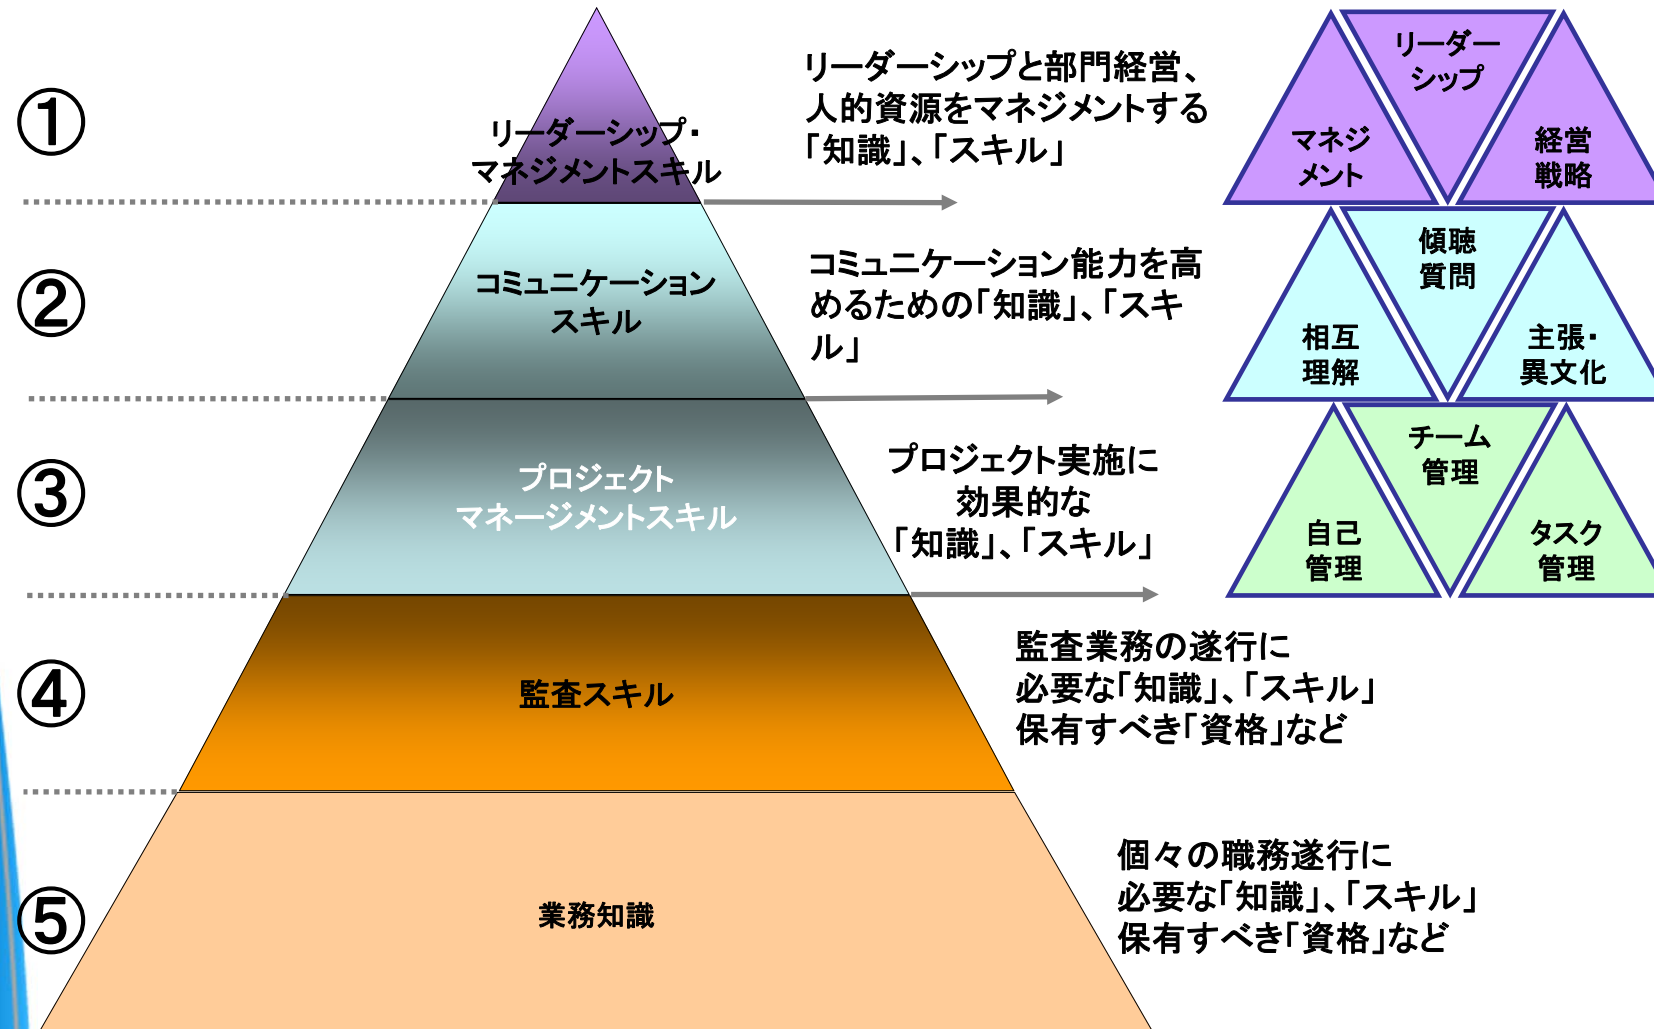 ①
リーダーシップ・
マネジメントスキル
リーダーシップと部門経営、
人的資源をマネジメントする
「知識」、「スキル」
リーダー
シップ
マネジ
メント
経営
戦略
②
コミュニケーション
スキル
コミュニケーション能力を高
めるための「知識」、「スキ
ル」
傾聴
質問
相互
理解
主張・
異文化
③
プロジェクト
マネージメントスキル
プロジェクト実施に
効果的な
「知識」、「スキル」
チーム
管理
自己
管理
タスク
管理
④
監査スキル
監査業務の遂行に
必要な「知識」、「スキル」
保有すべき「資格」など
⑤
業務知識
個々の職務遂行に
必要な「知識」、「スキル」
保有すべき「資格」など